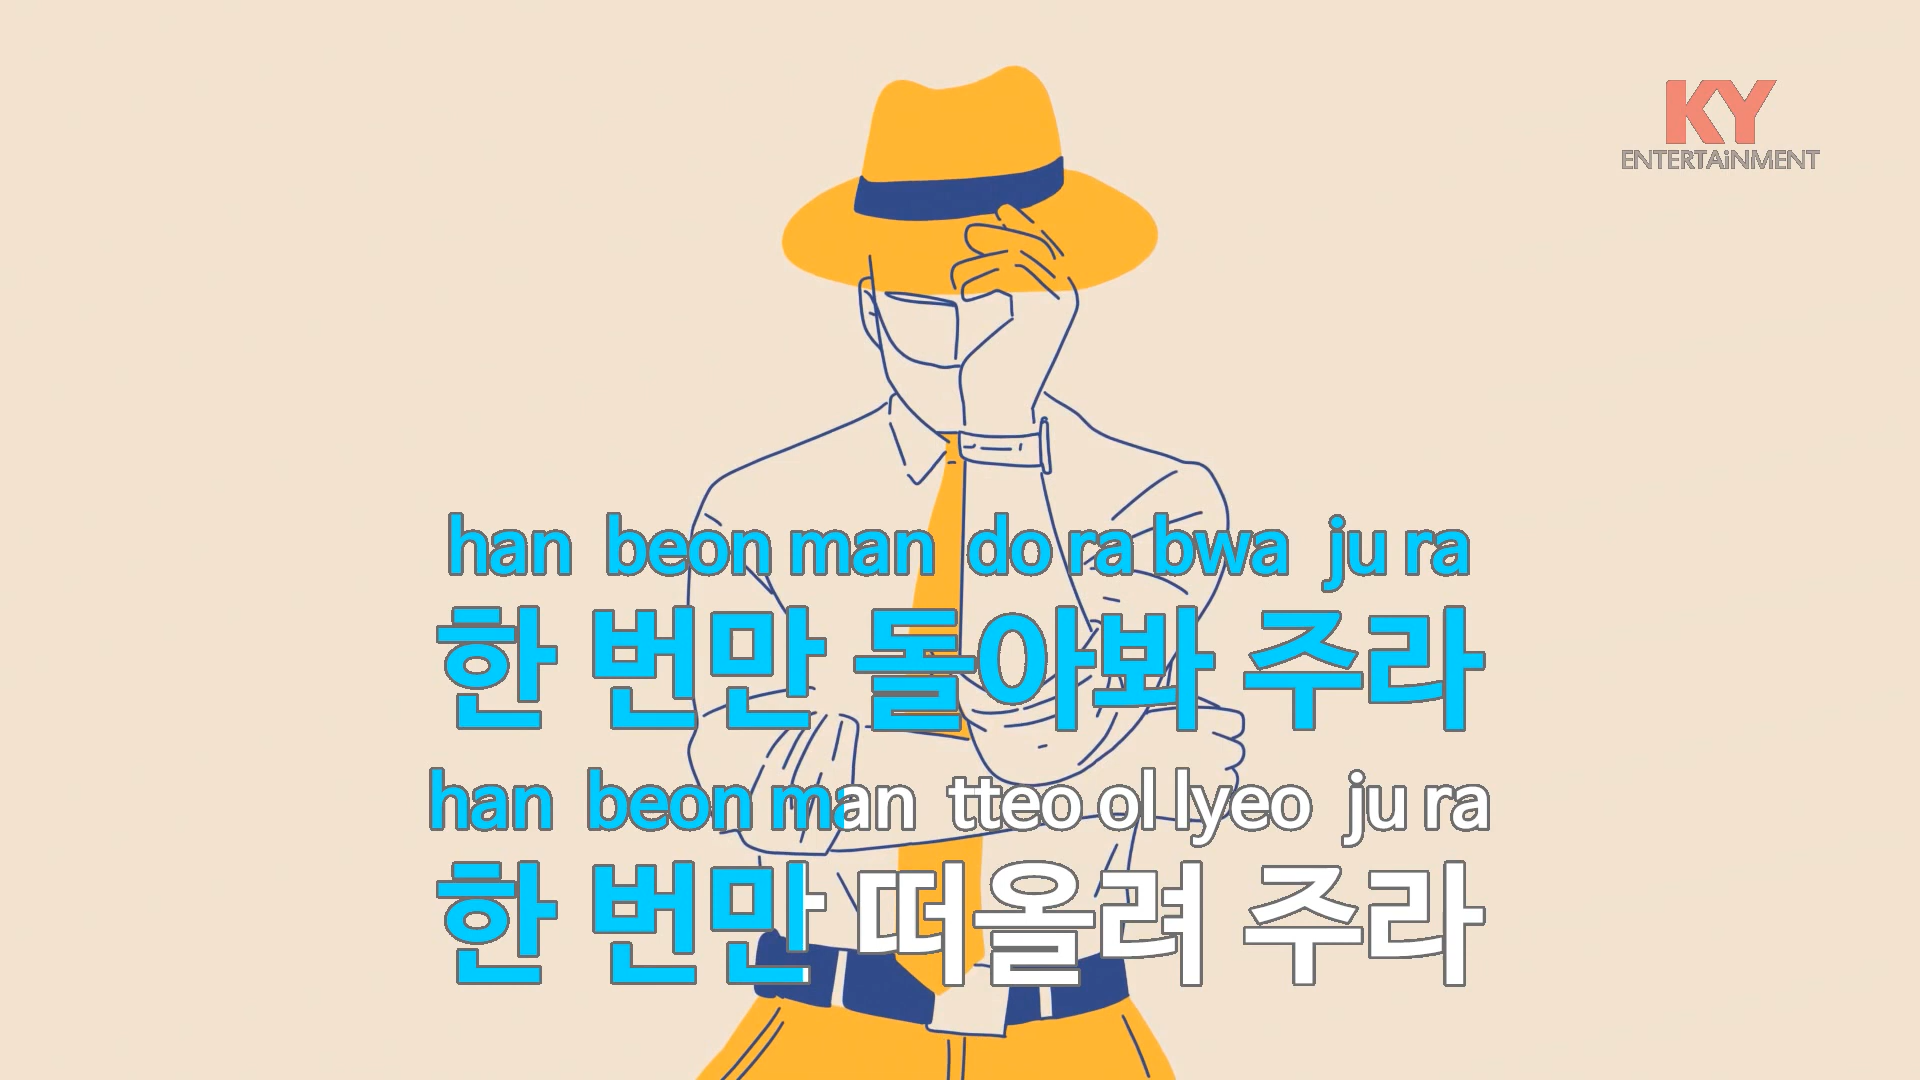 KY
ENTERTAiNMENT
han beon man do ra bwa ju ra
한 번만 돌아봐 주라
han beon man tteo ol lyeo ju ra
한 번만 떠올려 주라